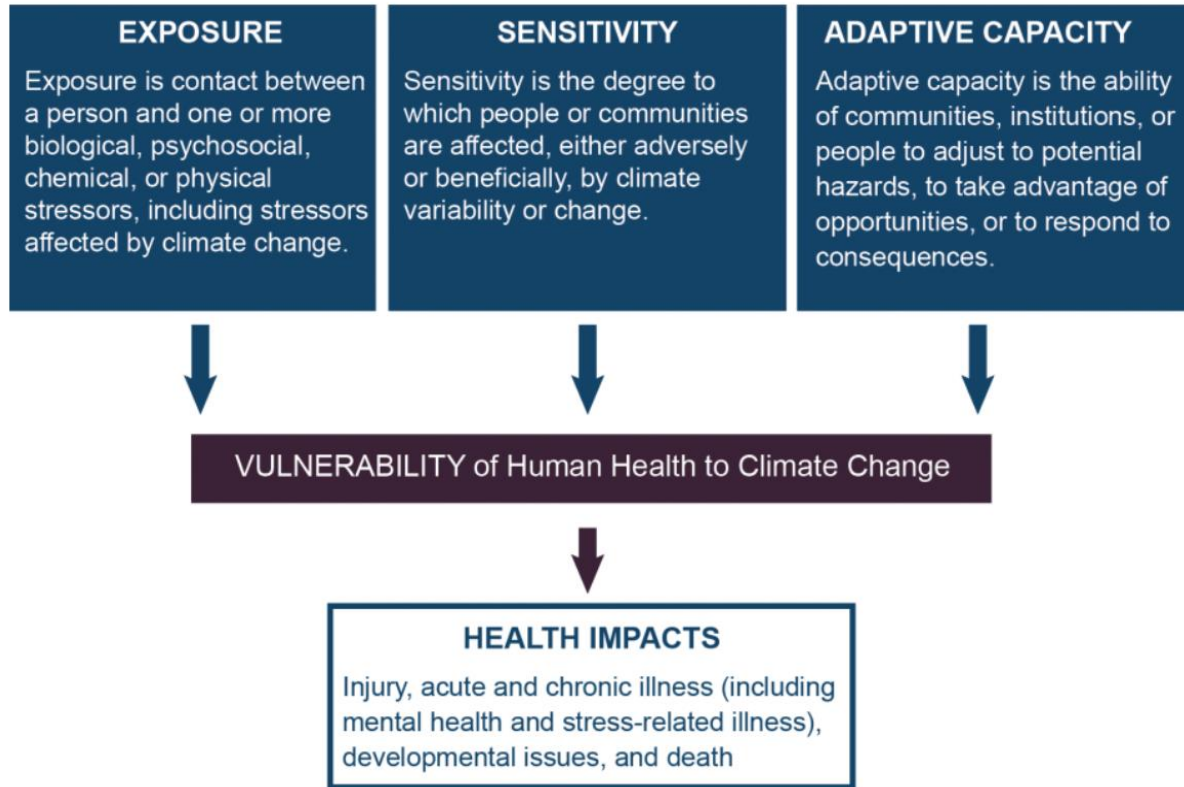 EXPOSURE
Exposure is contact between
a person and one or more
biological, psychosocial,
chemical, or physical
stressors, including stressors
affected by climate change.
SENSITIVITY
Sensitivity is the degree to
which people or communities
are affected, either adversely
or beneficially, by climate
variability or change.
ADAPTIVE CAPACITY
Adaptive capacity is the ability
of communities, institutions, or
people to adjust to potential
hazards, to take advantage of
opportunities, or to respond to
consequences.
VULNERABILITY of Human Health to Climate Change
HEALTH IMPACTS
Injury, acute and chronic illness (including
mental health and stress-related illness),
developmental issues, and death